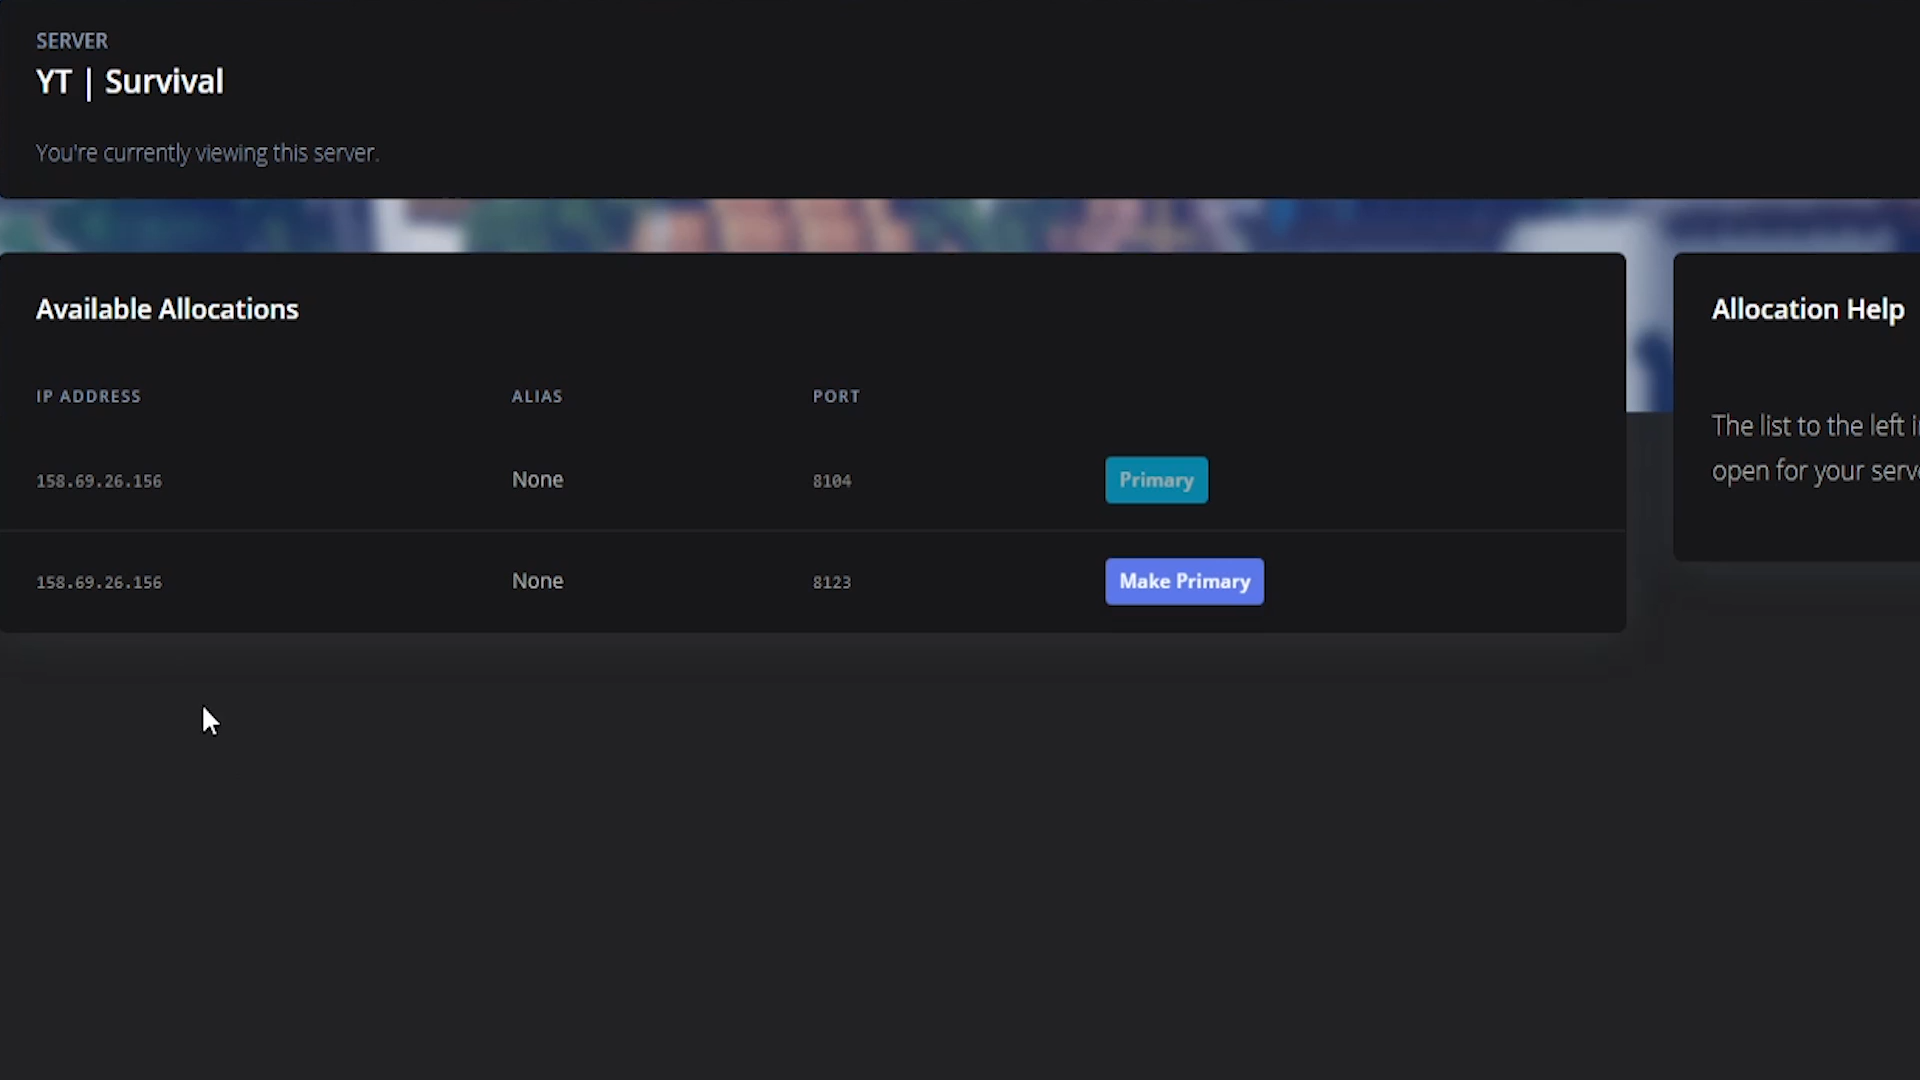 SERVER
YT | Survival
You're currently viewing this server.
Available Allocations
IP ADDRESS ALIAS PORT
158.69.26.156 None 8104 Primary
158.69.26.156 None 8123 Make Primary
Allocation Help
The list to the left
open for your